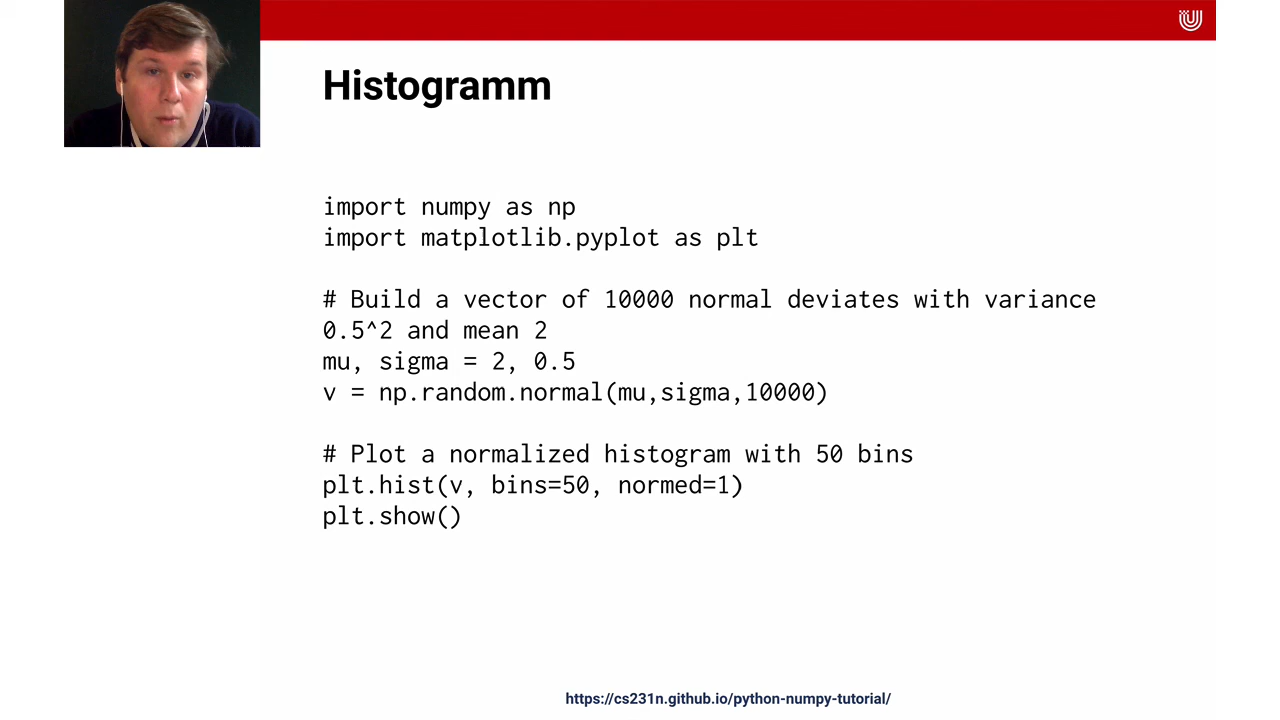 Histogramm
import numpy as np
import matplotlib.pyplot as plt
# Build a vector of 10000 normal deviates with variance
0.5^2 and mean 2
mu, sigma = 2, 0.5
v = np.random.normal(mu,sigma,10000)
# Plot a normalized histogram with 50 bins
plt.hist(v, bins=50, normed=1)
plt.show()
https://cs231n.github.io/python-numpy-tutorial/